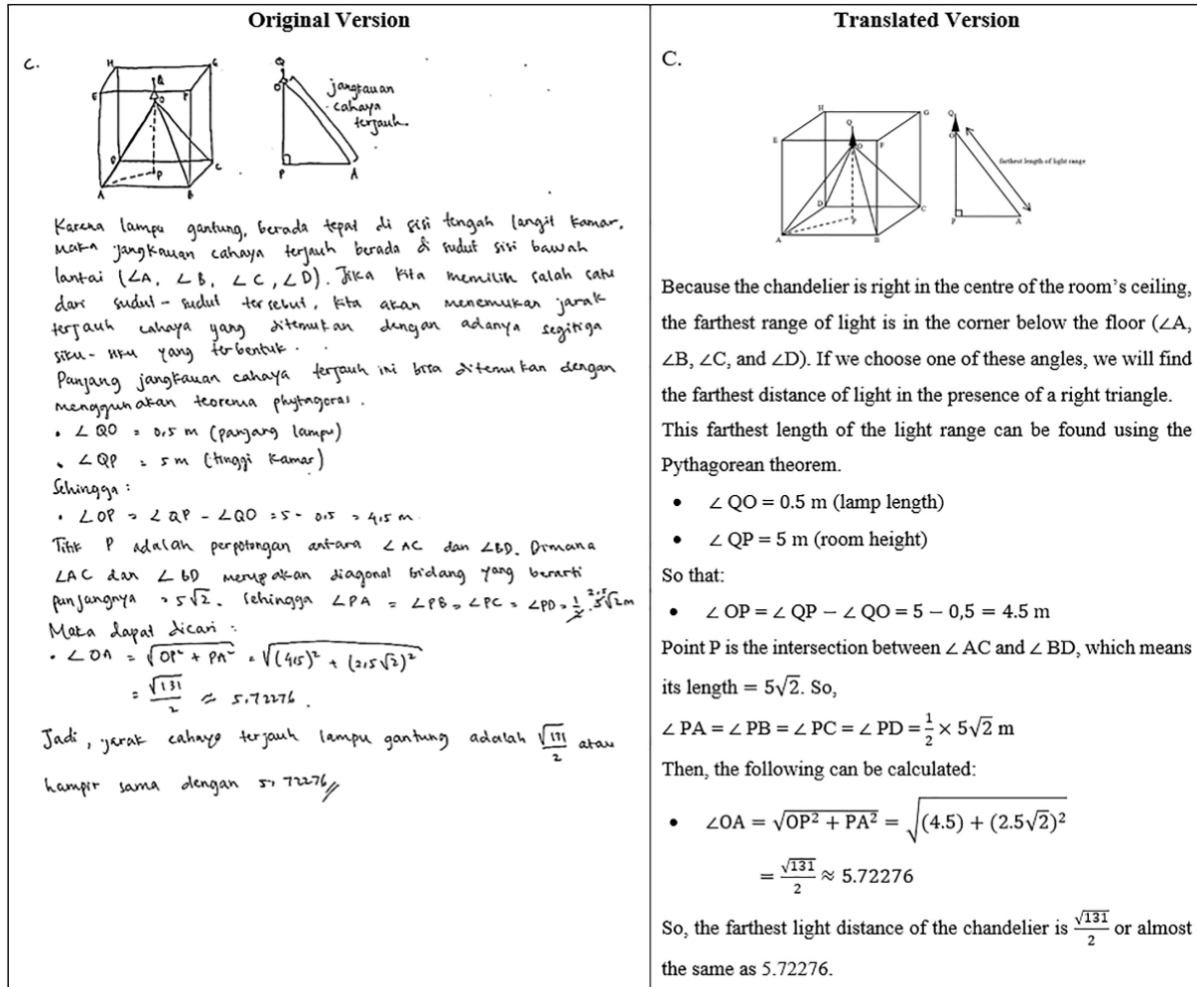 Original Version
C.
H
G
Q
E
F
O
D
C
P
A
B
Q
O
jangkauan
cahaya
terjauh
P
A
Karena lampu gantung, berada tepat di sisi tengah langit kamar.
Maka jangkauan cahaya terjauh berada di sudut sisi bawah
lantai (∠A, ∠B, ∠C, ∠D). Jika kita memilih salah satu
dari sudut-sudut tersebut, kita akan menemukan jarak
terjauh cahaya yang ditemukan dengan adanya segitiga
siku-siku yang terbentuk.
Panjang jangkauan cahaya terjauh ini bisa ditemukan dengan
menggunakan teorema phytagoras.
• ∠QO = 0,5 m (panjang lampu)
• ∠QP = 5 m (tinggi kamar)
Sehingga :
• ∠OP = ∠QP - ∠QO = 5 - 0,5 = 4,5 m
Titik P adalah perpotongan antara ∠AC dan ∠BD. Dimana
∠AC dan ∠BD merupakan diagonal bidang yang berarti
panjangnya = 5√2. Sehingga ∠PA = ∠PB = ∠PC = ∠PD = 1/2 . 5√2 m
2,5
Maka dapat dicari :
• ∠OA = √OP² + PA² = √(4,5)² + (2,5√2)²
= √131/2 ≈ 5,72276.
Jadi, jarak cahaya terjauh lampu gantung adalah √131/2 atau
hampir sama dengan 5,72276//
Translated Version
C.
H
G
Q
E
F
O
D
C
P
A
B
Q
O
farthest length of light range
P
A
Because the chandelier is right in the centre of the room's ceiling,
the farthest range of light is in the corner below the floor (∠A,
∠B, ∠C, and ∠D). If we choose one of these angles, we will find
the farthest distance of light in the presence of a right triangle.
This farthest length of the light range can be found using the
Pythagorean theorem.
• ∠ QO = 0.5 m (lamp length)
• ∠ QP = 5 m (room height)
So that:
• ∠ OP = ∠ QP − ∠ QO = 5 − 0,5 = 4.5 m
Point P is the intersection between ∠ AC and ∠ BD, which means
its length = 5√2. So,
∠ PA = ∠ PB = ∠ PC = ∠ PD = 1/2 × 5√2 m
Then, the following can be calculated:
• ∠OA = √OP² + PA² = √(4.5) + (2.5√2)²
= √131/2 ≈ 5.72276
So, the farthest light distance of the chandelier is √131/2 or almost
the same as 5.72276.